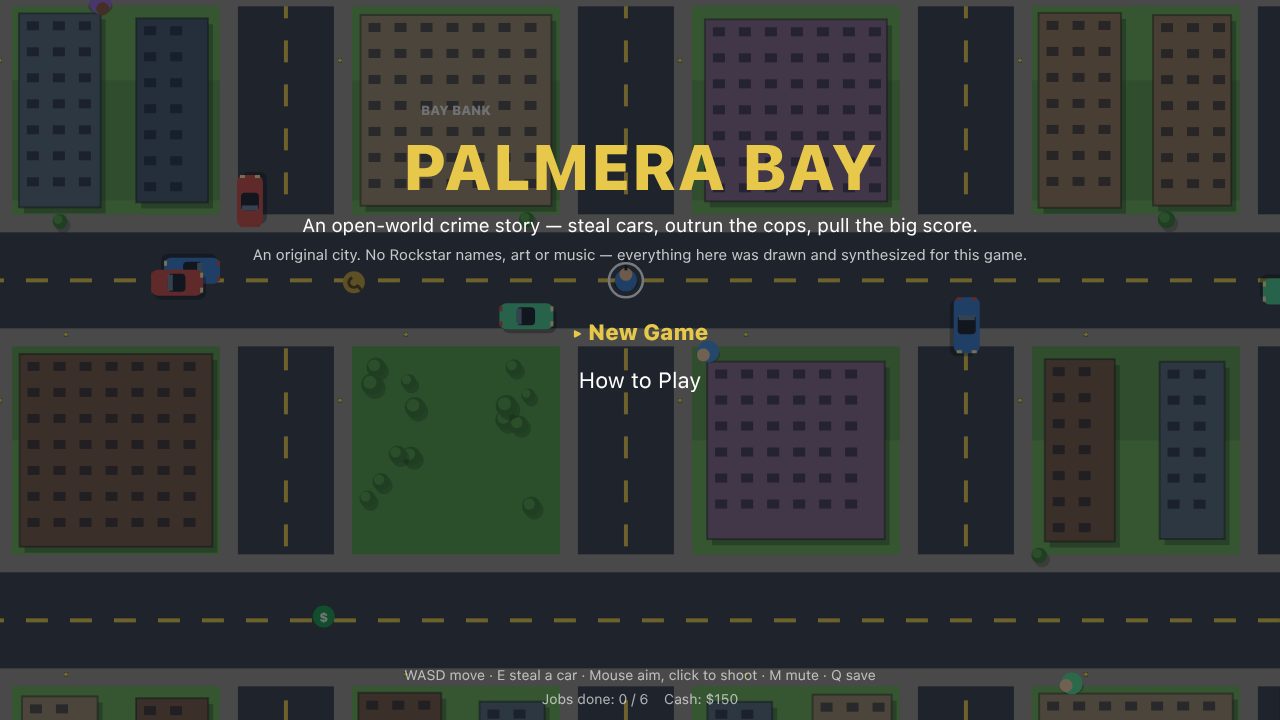 BAY BANK
PALMERA BAY
An open-world crime story — steal cars, outrun the cops, pull the big score.
An original city. No Rockstar names, art or music — everything here was drawn and synthesized for this game.
▸ New Game
How to Play
$
WASD move · E steal a car · Mouse aim, click to shoot · M mute · Q save
Jobs done: 0 / 6 Cash: $150